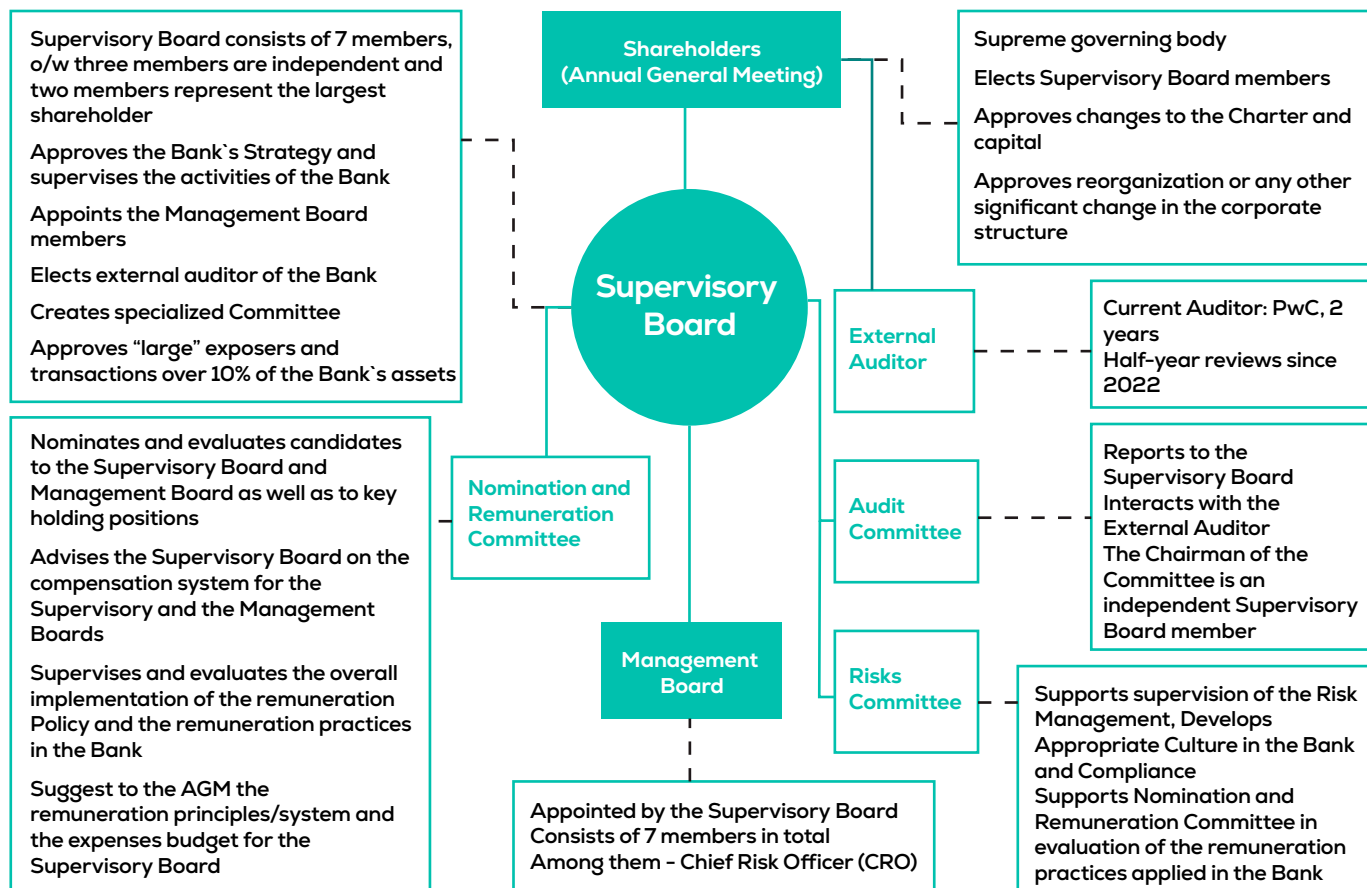 Supervisory Board consists of 7 members,
o/w three members are independent and
two members represent the largest
shareholder
Approves the Bank`s Strategy and
supervises the activities of the Bank
Appoints the Management Board
members
Elects external auditor of the Bank
Creates specialized Committee
Approves “large” exposers and
transactions over 10% of the Bank`s assets
Shareholders
(Annual General Meeting)
Supreme governing body
Elects Supervisory Board members
Approves changes to the Charter and
capital
Approves reorganization or any other
significant change in the corporate
structure
Supervisory
Board
External
Auditor
Current Auditor: PwC, 2
years
Half-year reviews since
2022
Nominates and evaluates candidates
to the Supervisory Board and
Management Board as well as to key
holding positions
Advises the Supervisory Board on the
compensation system for the
Supervisory and the Management
Boards
Supervises and evaluates the overall
implementation of the remuneration
Policy and the remuneration practices
in the Bank
Suggest to the AGM the
remuneration principles/system and
the expenses budget for the
Supervisory Board
Nomination and
Remuneration
Committee
Audit
Committee
Reports to the
Supervisory Board
Interacts with the
External Auditor
The Chairman of the
Committee is an
independent Supervisory
Board member
Management
Board
Risks
Committee
Supports supervision of the Risk
Management, Develops
Appropriate Culture in the Bank
and Compliance
Supports Nomination and
Remuneration Committee in
evaluation of the remuneration
practices applied in the Bank
Appointed by the Supervisory Board
Consists of 7 members in total
Among them - Chief Risk Officer (CRO)